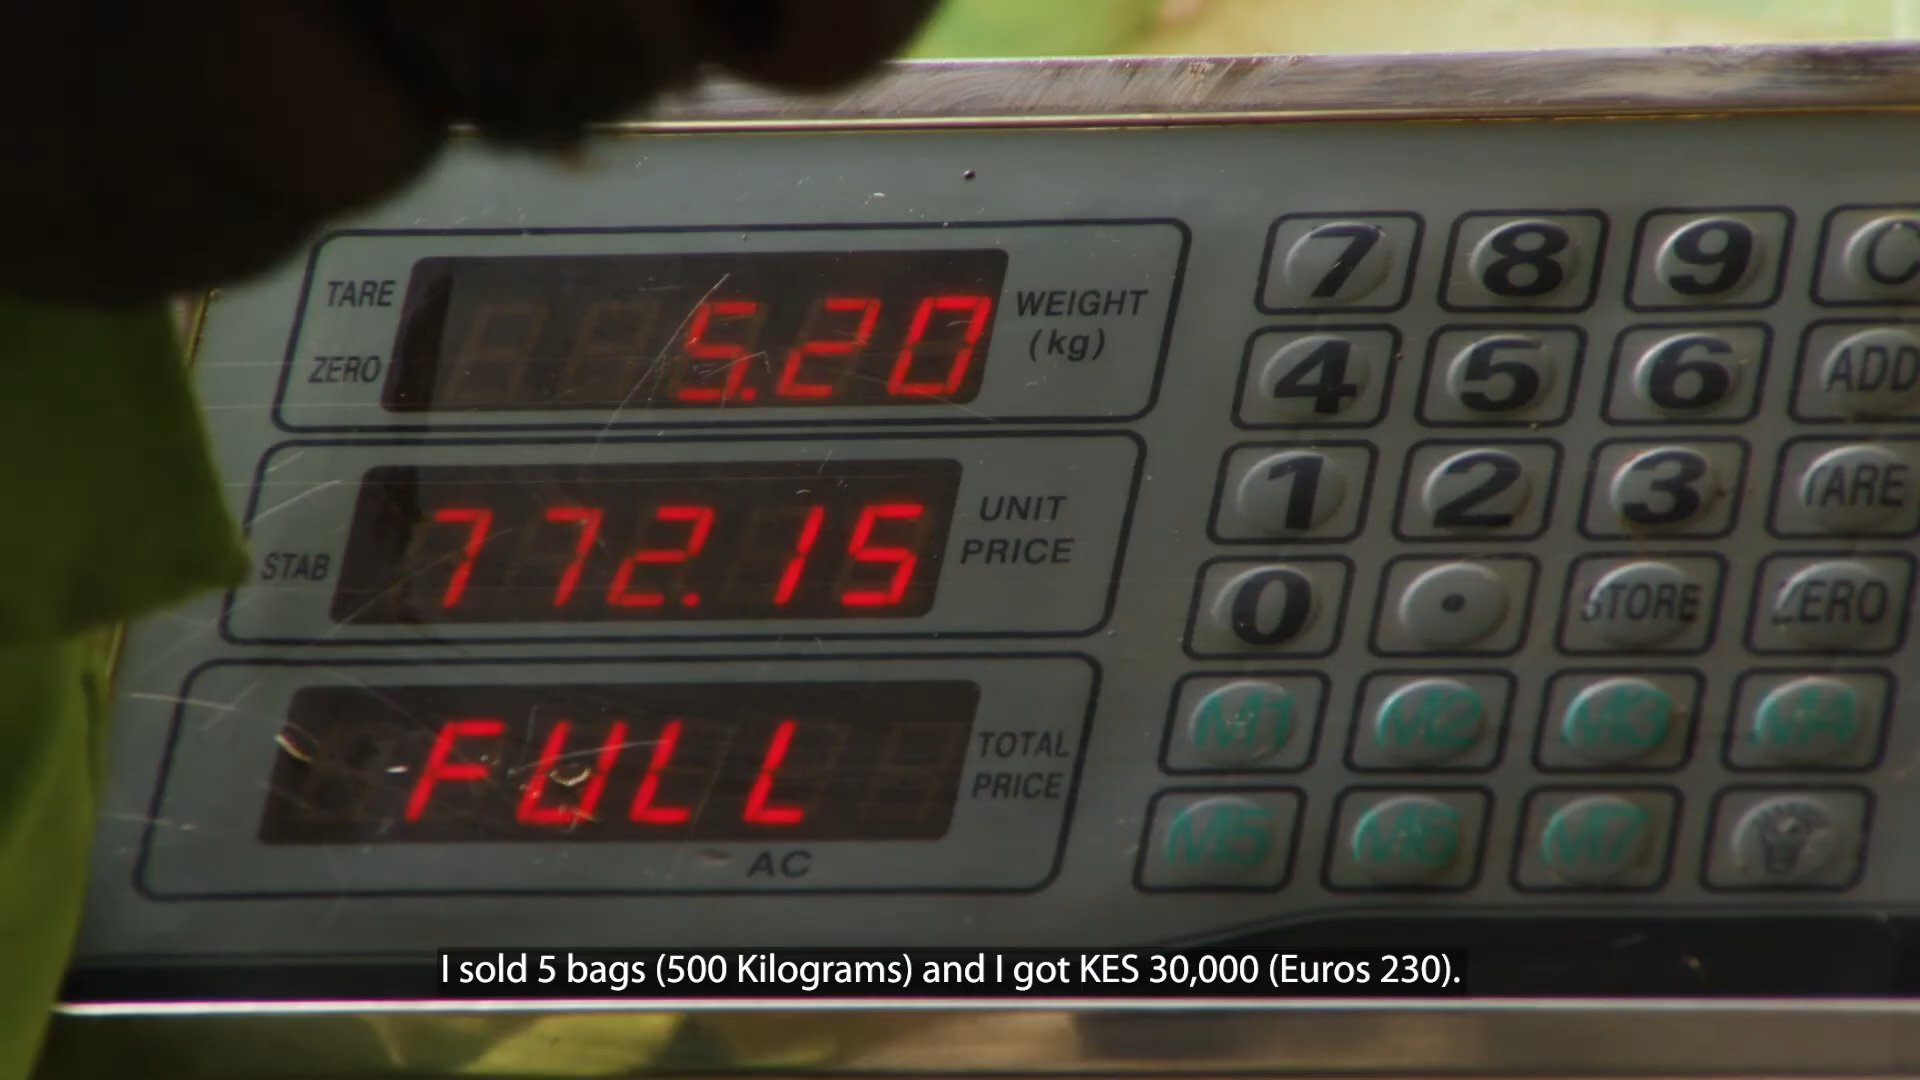 TARE
ZERO
5.20
WEIGHT
(kg)
STAB
772.15
UNIT
PRICE
FULL
TOTAL
PRICE
AC
7 8 9 C
4 5 6 ADD
1 2 3 TARE
0 . STORE ZERO
M1 M2 M3 M4
M5 M6 M7
I sold 5 bags (500 Kilograms) and I got KES 30,000 (Euros 230).